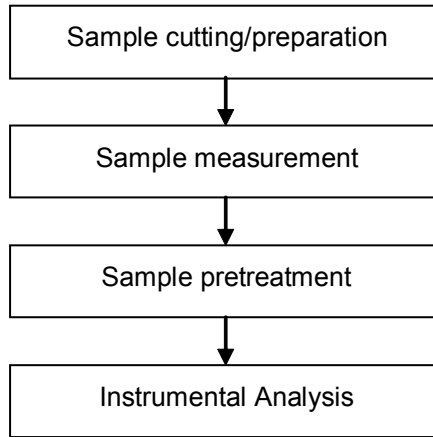 Sample cutting/preparation
Sample measurement
Sample pretreatment
Instrumental Analysis